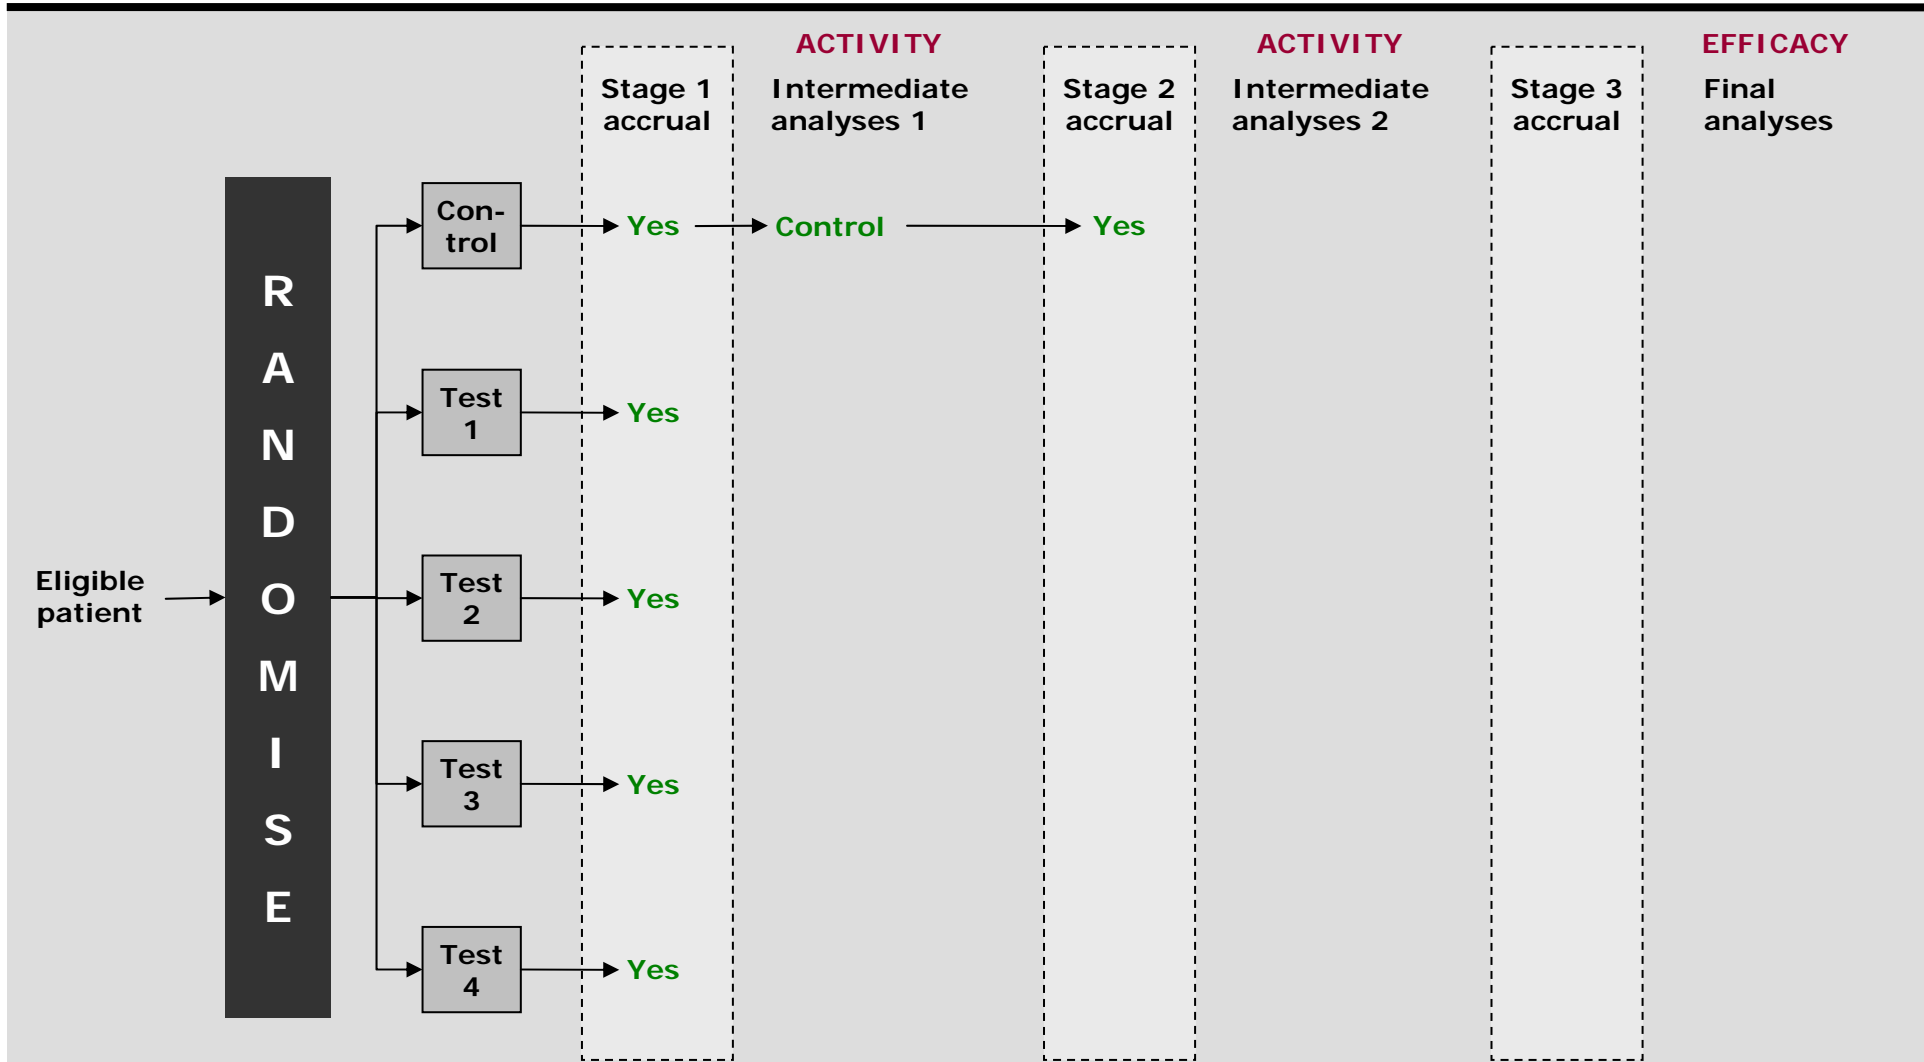 ACTIVITY
ACTIVITY
EFFICACY
Stage 1
accrual
Intermediate
analyses 1
Stage 2
accrual
Intermediate
analyses 2
Stage 3
accrual
Final
analyses
Eligible
patient
R
A
N
D
O
M
I
S
E
Con-
trol
Yes
Control
Yes
Test
1
Yes
Test
2
Yes
Test
3
Yes
Test
4
Yes